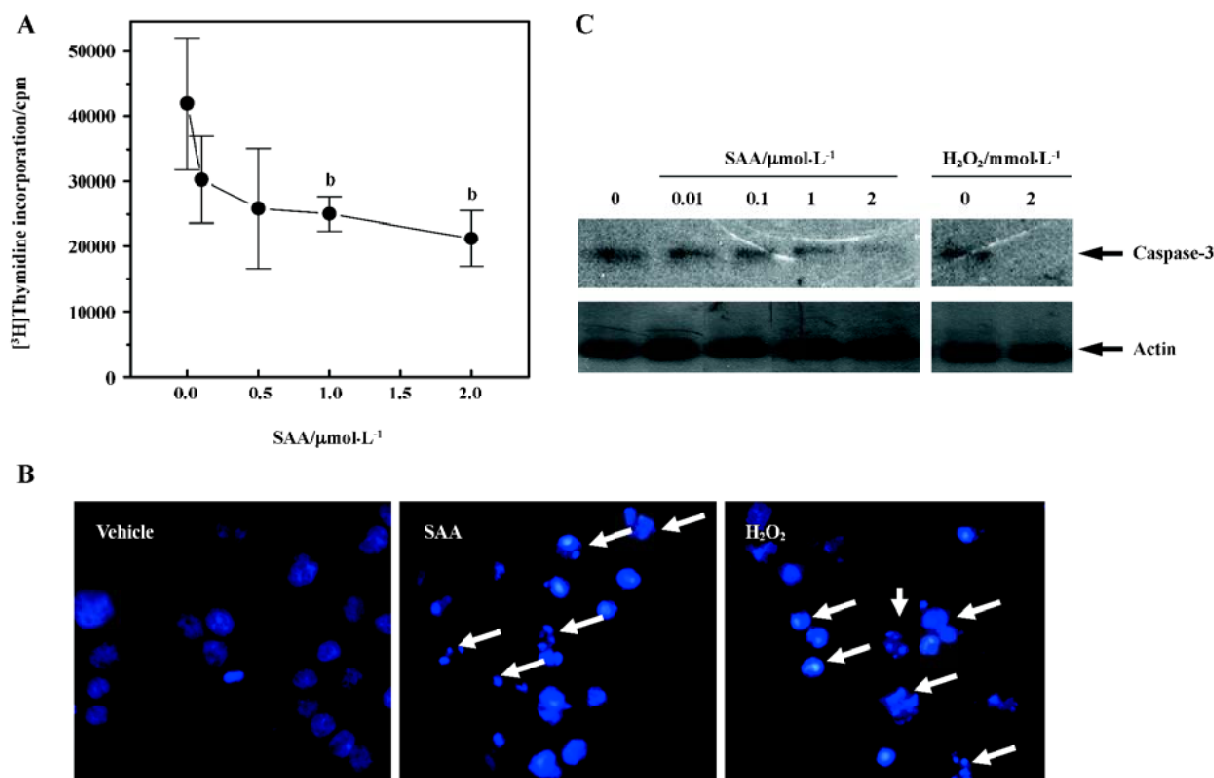 A
[³H]Thymidine incorporation/cpm
50000
40000
30000
20000
10000
0
b
b
0.0 0.5 1.0 1.5 2.0
SAA/μmol·L⁻¹
C
SAA/μmol·L⁻¹ H₂O₂/mmol·L⁻¹
0 0.01 0.1 1 2 0 2
Caspase-3
Actin
B
Vehicle
SAA
H₂O₂